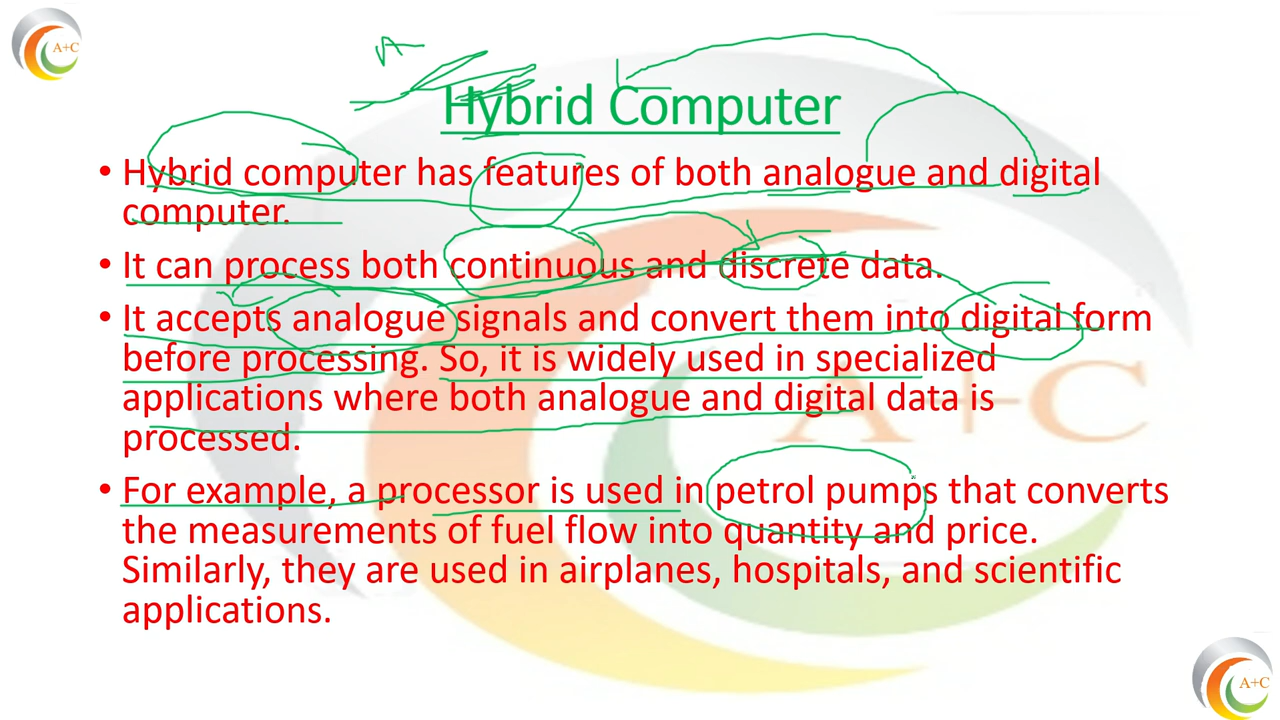 A+C
A
Hybrid Computer
• Hybrid computer has features of both analogue and digital
computer.
• It can process both continuous and discrete data.
• It accepts analogue signals and convert them into digital form
before processing. So, it is widely used in specialized
applications where both analogue and digital data is
processed.
• For example, a processor is used in petrol pumps that converts
the measurements of fuel flow into quantity and price.
Similarly, they are used in airplanes, hospitals, and scientific
applications.
A+C
A+C